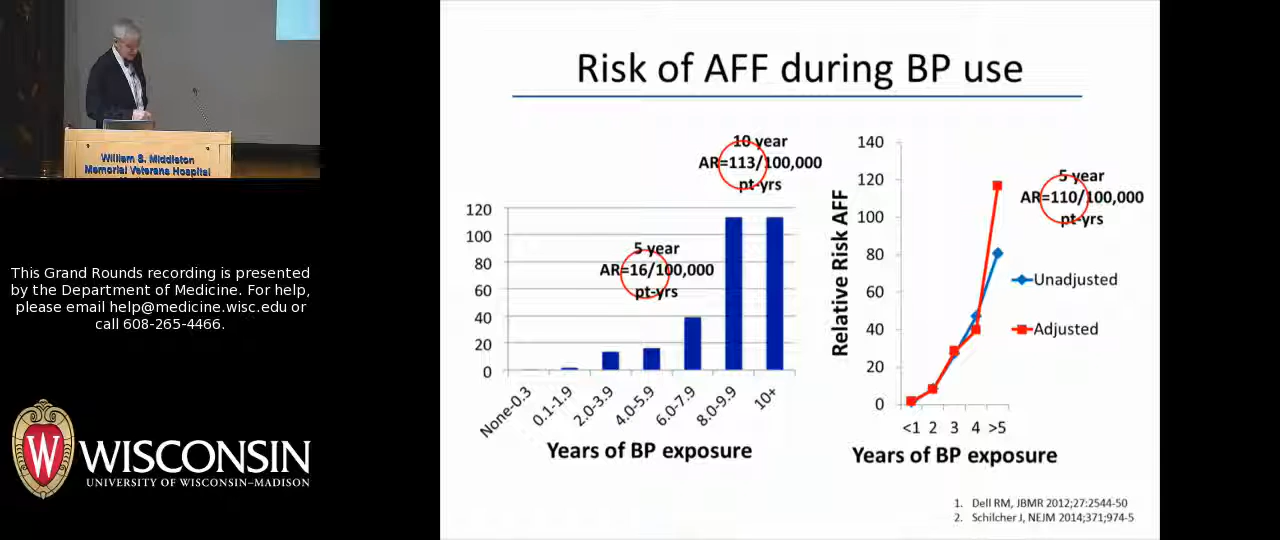 William S. Middleton
Memorial Veterans Hospital
This Grand Rounds recording is presented
by the Department of Medicine. For help,
please email help@medicine.wisc.edu or
call 608-265-4466.
W
WISCONSIN
UNIVERSITY OF WISCONSIN–MADISON
Risk of AFF during BP use
10 year
AR=113/100,000
pt-yrs
5 year
AR=16/100,000
pt-yrs
120
100
80
60
40
20
0
None-0.3
0.1-1.9
2.0-3.9
4.0-5.9
6.0-7.9
8.0-9.9
10+
Years of BP exposure
Relative Risk AFF
140
120
100
80
60
40
20
0
<1 2 3 4 >5
Years of BP exposure
5 year
AR=110/100,000
pt-yrs
Unadjusted
Adjusted
1. Dell RM, JBMR 2012;27:2544-50
2. Schilcher J, NEJM 2014;371;974-5